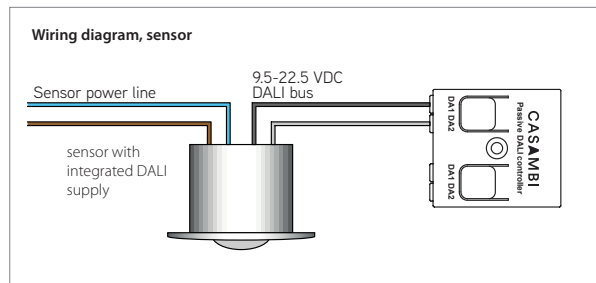 Wiring diagram, sensor
Sensor power line
9.5-22.5 VDC
DALI bus
sensor with
integrated DALI
supply
DA1 DA2
DA1 DA2
CASAMBI
Passive DALI controller